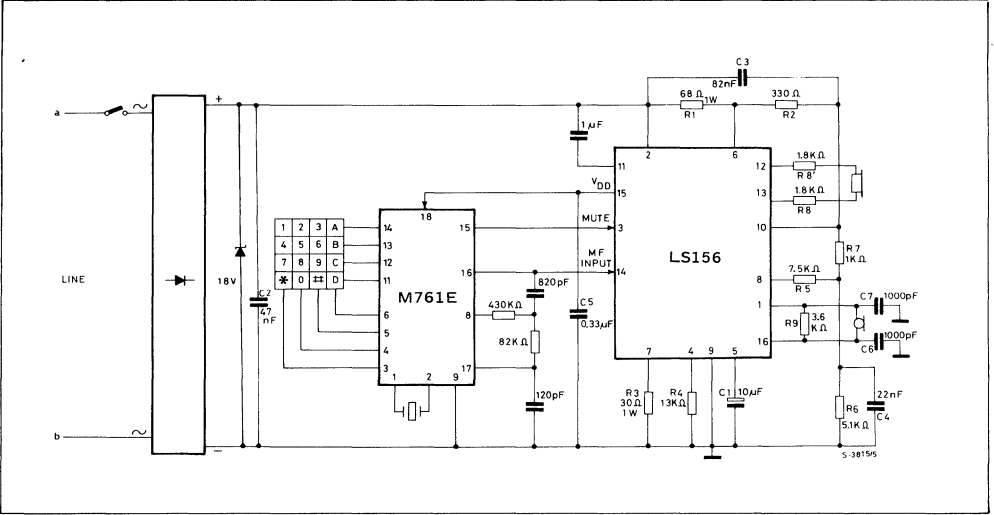 C3
82nF
68Ω
1W
R1
330Ω
R2
a
+
1µF
11
2
6
12
1.8KΩ
R8'
13
1.8KΩ
R8
VDD
15
18
1 2 3 A
4 5 6 B
7 8 9 C
* 0 # D
14
13
12
11
6
5
4
3
15
MUTE
3
10
LS156
R7
1KΩ
16
MF
INPUT
14
8
7.5KΩ
R5
LINE
18V
C2
47
nF
M761E
820pF
430KΩ
8
C5
0,33µF
1
C7
1000pF
R9
3.6
KΩ
1000pF
C6
16
82KΩ
17
1
2
9
120pF
7
4
9
5
R3
30Ω
1W
R4
13KΩ
C1
10µF
R6
5.1KΩ
22nF
C4
b
−
S-3815/5